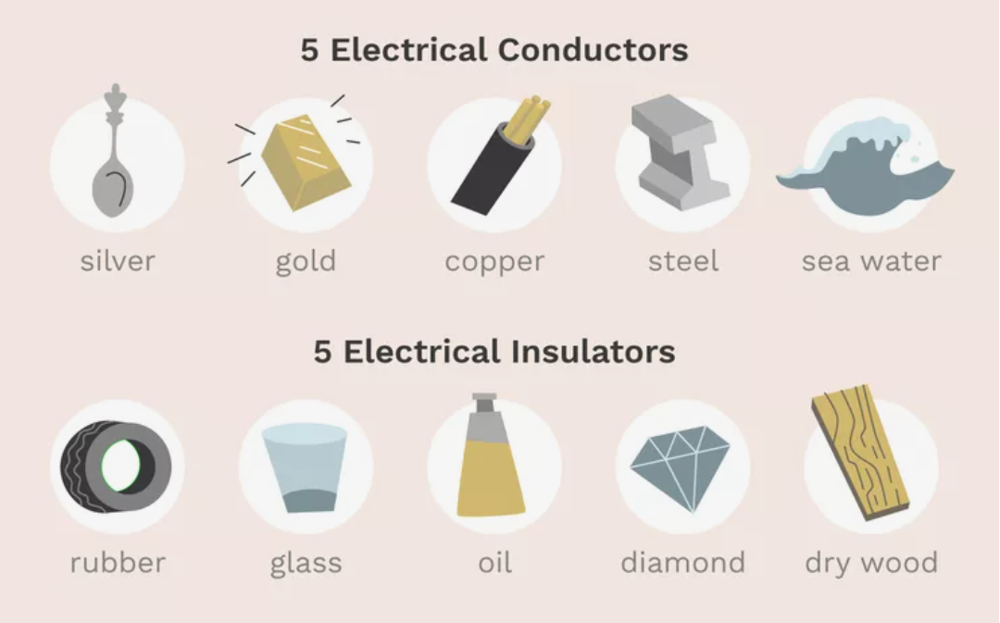 5 Electrical Conductors
silver gold copper steel sea water
5 Electrical Insulators
rubber glass oil diamond dry wood